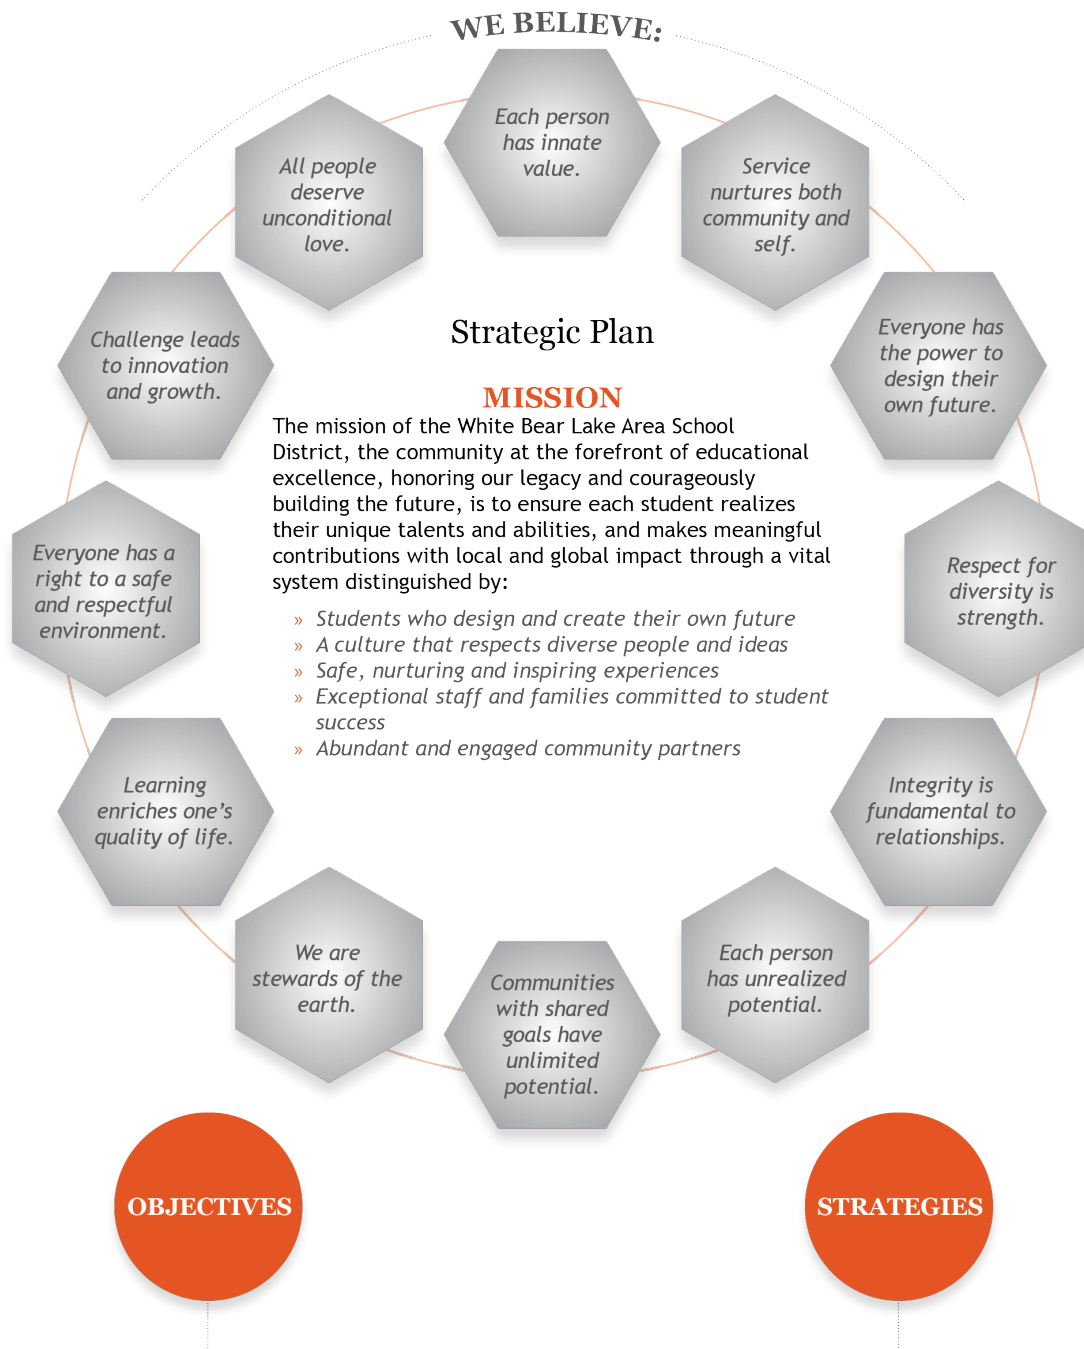 WE BELIEVE:
Each person
has innate
value.
All people
deserve
unconditional
love.
Service
nurtures both
community and
self.
Challenge leads
to innovation
and growth.
Everyone has
the power to
design their
own future.
Strategic Plan
MISSION
The mission of the White Bear Lake Area School
District, the community at the forefront of educational
excellence, honoring our legacy and courageously
building the future, is to ensure each student realizes
their unique talents and abilities, and makes meaningful
contributions with local and global impact through a vital
system distinguished by:
» Students who design and create their own future
» A culture that respects diverse people and ideas
» Safe, nurturing and inspiring experiences
» Exceptional staff and families committed to student
success
» Abundant and engaged community partners
Everyone has a
right to a safe
and respectful
environment.
Respect for
diversity is
strength.
Learning
enriches one’s
quality of life.
Integrity is
fundamental to
relationships.
We are
stewards of the
earth.
Communities
with shared
goals have
unlimited
potential.
Each person
has unrealized
potential.
OBJECTIVES
STRATEGIES